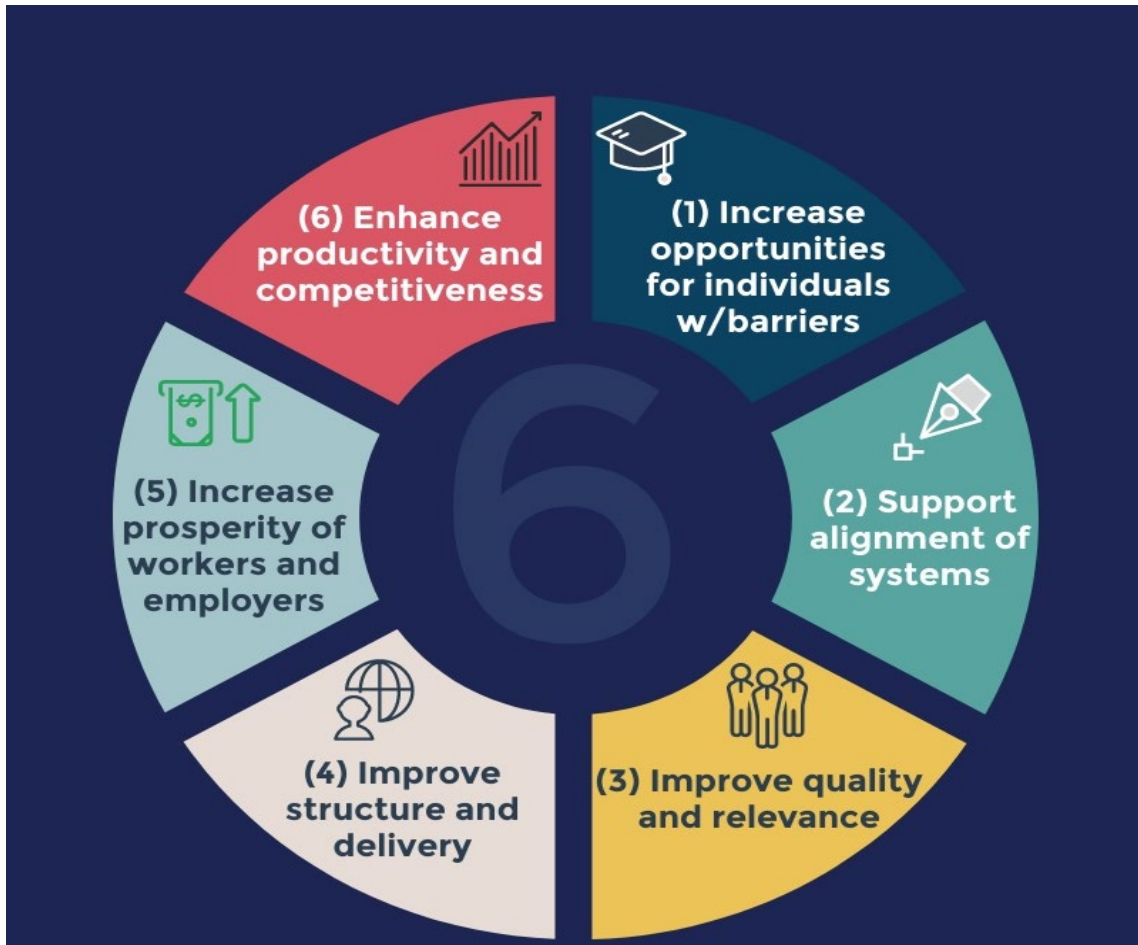 (1) Increase
opportunities
for individuals
w/barriers
(2) Support
alignment of
systems
(3) Improve quality
and relevance
(4) Improve
structure and
delivery
(5) Increase
prosperity of
workers and
employers
(6) Enhance
productivity and
competitiveness
6
$